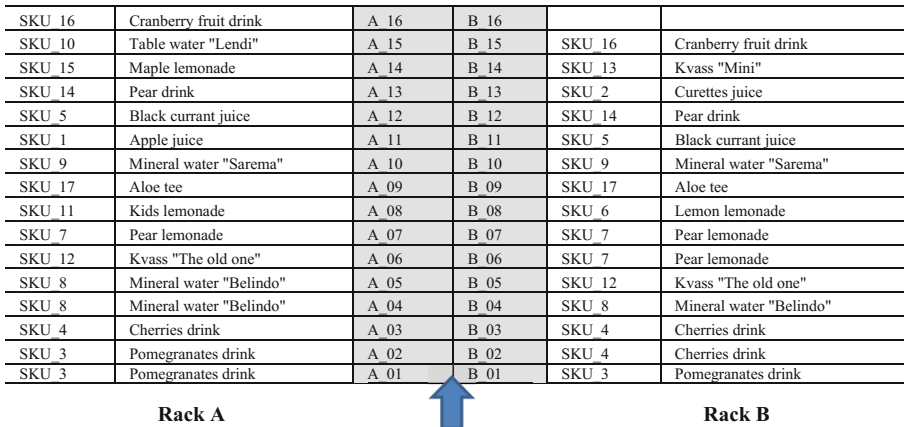 SKU_16 Cranberry fruit drink A_16 B_16
SKU_10 Table water "Lendi" A_15 B_15 SKU_16 Cranberry fruit drink
SKU_15 Maple lemonade A_14 B_14 SKU_13 Kvass "Mini"
SKU_14 Pear drink A_13 B_13 SKU_2 Curettes juice
SKU_5 Black currant juice A_12 B_12 SKU_14 Pear drink
SKU_1 Apple juice A_11 B_11 SKU_5 Black currant juice
SKU_9 Mineral water "Sarema" A_10 B_10 SKU_9 Mineral water "Sarema"
SKU_17 Aloe tee A_09 B_09 SKU_17 Aloe tee
SKU_11 Kids lemonade A_08 B_08 SKU_6 Lemon lemonade
SKU_7 Pear lemonade A_07 B_07 SKU_7 Pear lemonade
SKU_12 Kvass "The old one" A_06 B_06 SKU_7 Pear lemonade
SKU_8 Mineral water "Belindo" A_05 B_05 SKU_12 Kvass "The old one"
SKU_8 Mineral water "Belindo" A_04 B_04 SKU_8 Mineral water "Belindo"
SKU_4 Cherries drink A_03 B_03 SKU_4 Cherries drink
SKU_3 Pomegranates drink A_02 B_02 SKU_4 Cherries drink
SKU_3 Pomegranates drink A_01 B_01 SKU_3 Pomegranates drink
Rack A Rack B